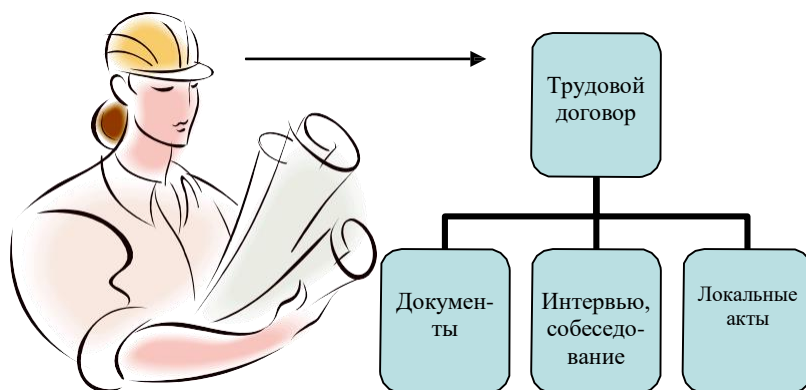 Трудовой
договор
Докумен-
ты
Интервью,
собеседо-
вание
Локальные
акты